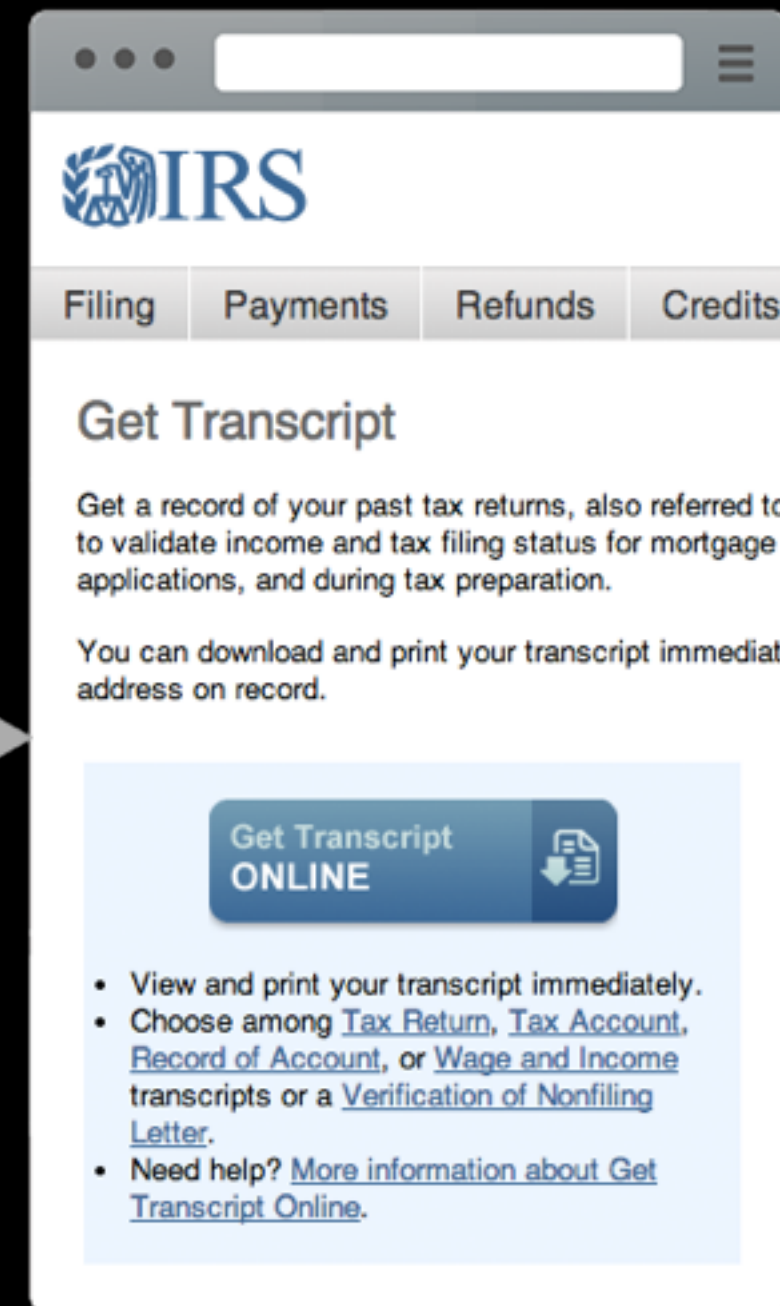 IRS
Filing Payments Refunds Credits
Get Transcript
Get a record of your past tax returns, also referred to
to validate income and tax filing status for mortgage
applications, and during tax preparation.
You can download and print your transcript immediat
address on record.
Get Transcript
ONLINE
• View and print your transcript immediately.
• Choose among Tax Return, Tax Account,
Record of Account, or Wage and Income
transcripts or a Verification of Nonfiling
Letter.
• Need help? More information about Get
Transcript Online.